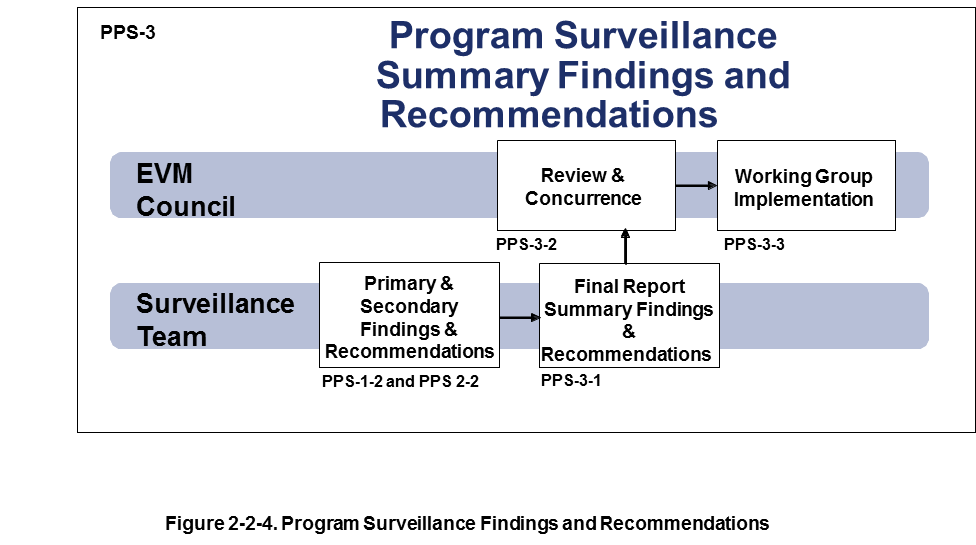 PPS-3
Program Surveillance
Summary Findings and
Recommendations
EVM
Council
Review &
Concurrence
Working Group
Implementation
PPS-3-2
PPS-3-3
Surveillance
Team
Primary &
Secondary
Findings &
Recommendations
Final Report
Summary Findings
&
Recommendations
PPS-1-2 and PPS 2-2
PPS-3-1
Figure 2-2-4. Program Surveillance Findings and Recommendations